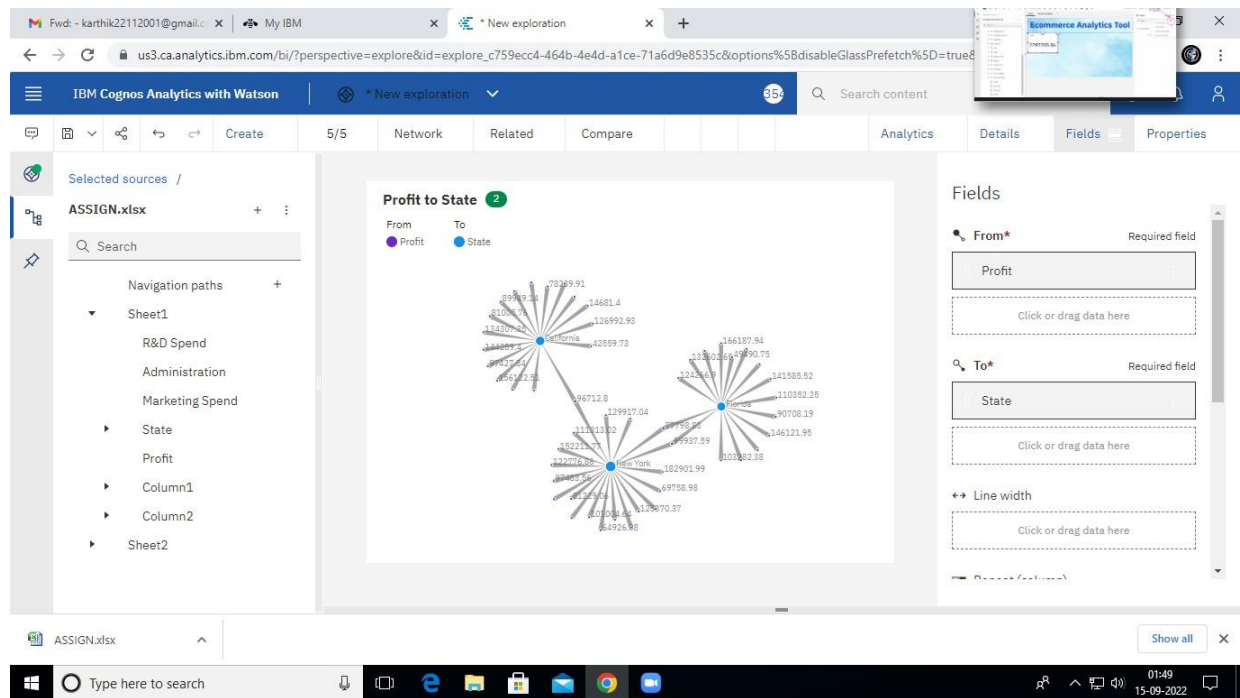 Fwd: - karthik22112001@gmail.c
My IBM
* New exploration
us3.ca.analytics.ibm.com/bi/?perspective=explore&id=explore_c759ecc4-464b-4e4d-a1ce-71a6d9e8535c&options%5BdisableGlassPrefetch%5D=true&
Ecommerce Analytics Tool
IBM Cognos Analytics with Watson
* New exploration
Search content
Create
5/5
Network
Related
Compare
Analytics
Details
Fields
Properties
Selected sources /
ASSIGN.xlsx
Search
Navigation paths
Sheet1
R&D Spend
Administration
Marketing Spend
State
Profit
Column1
Column2
Sheet2
Profit to State 2
From To
Profit State
78239.91
14681.4
126992.93
California
42559.73
96712.8
166187.94
141585.52
110352.25
Florida
90708.19
146121.95
129917.04
New York
182901.99
69758.98
Fields
From* Required field
Profit
Click or drag data here
To* Required field
State
Click or drag data here
Line width
Click or drag data here
ASSIGN.xlsx
Show all
Type here to search
01:49
15-09-2022